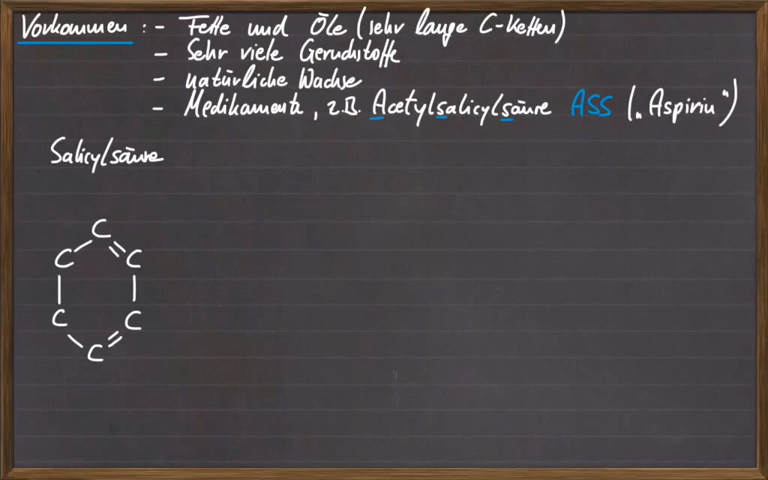 Vorkommen : - Fette und Öle (sehr lange C-Ketten)
- Sehr viele Geruchstoffe
- natürliche Wachse
- Medikamente, z.B. Acetylsalicylsäure ASS („Aspirin")
Salicylsäure
C
C C
C C
C